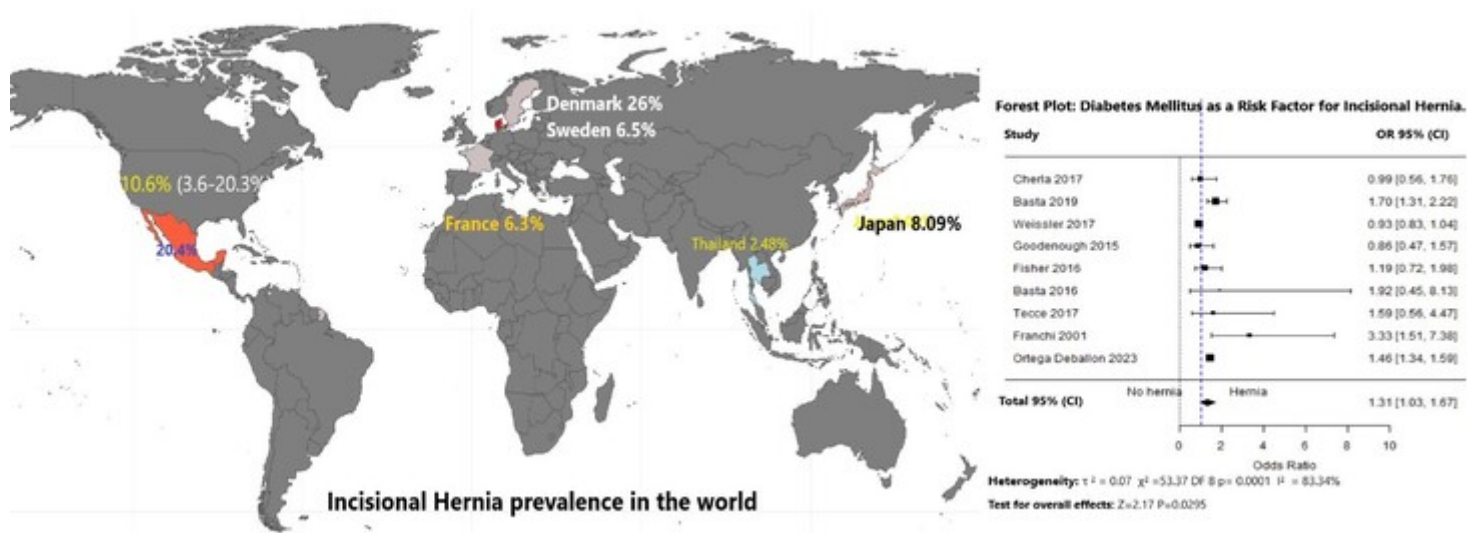 Denmark 26%
Sweden 6.5%
10.6% (3.6-20.3%
20.4%
France 6.3%
Japan 8.09%
Thailand 2.48%
Incisional Hernia prevalence in the world
Forest Plot: Diabetes Mellitus as a Risk Factor for Incisional Hernia.
Study OR 95% (CI)
Cherla 2017 0.99 [0.56, 1.76]
Basta 2019 1.70 [1.31, 2.22]
Weissler 2017 0.93 [0.83, 1.04]
Goodenough 2015 0.86 [0.47, 1.57]
Fisher 2016 1.19 [0.72, 1.98]
Basta 2016 1.92 [0.45, 8.13]
Tecce 2017 1.59 [0.56, 4.47]
Franchi 2001 3.33 [1.51, 7.38]
Ortega Deballon 2023 1.46 [1.34, 1.59]
No hernia Hernia
Total 95% (CI) 1.31 [1.03, 1.67]
0 2 4 6 8 10
Odds Ratio
Heterogeneity: τ² = 0.07 χ² =53.37 DF 8 p= 0.0001 I² = 83.34%
Test for overall effects: Z=2.17 P=0.0295